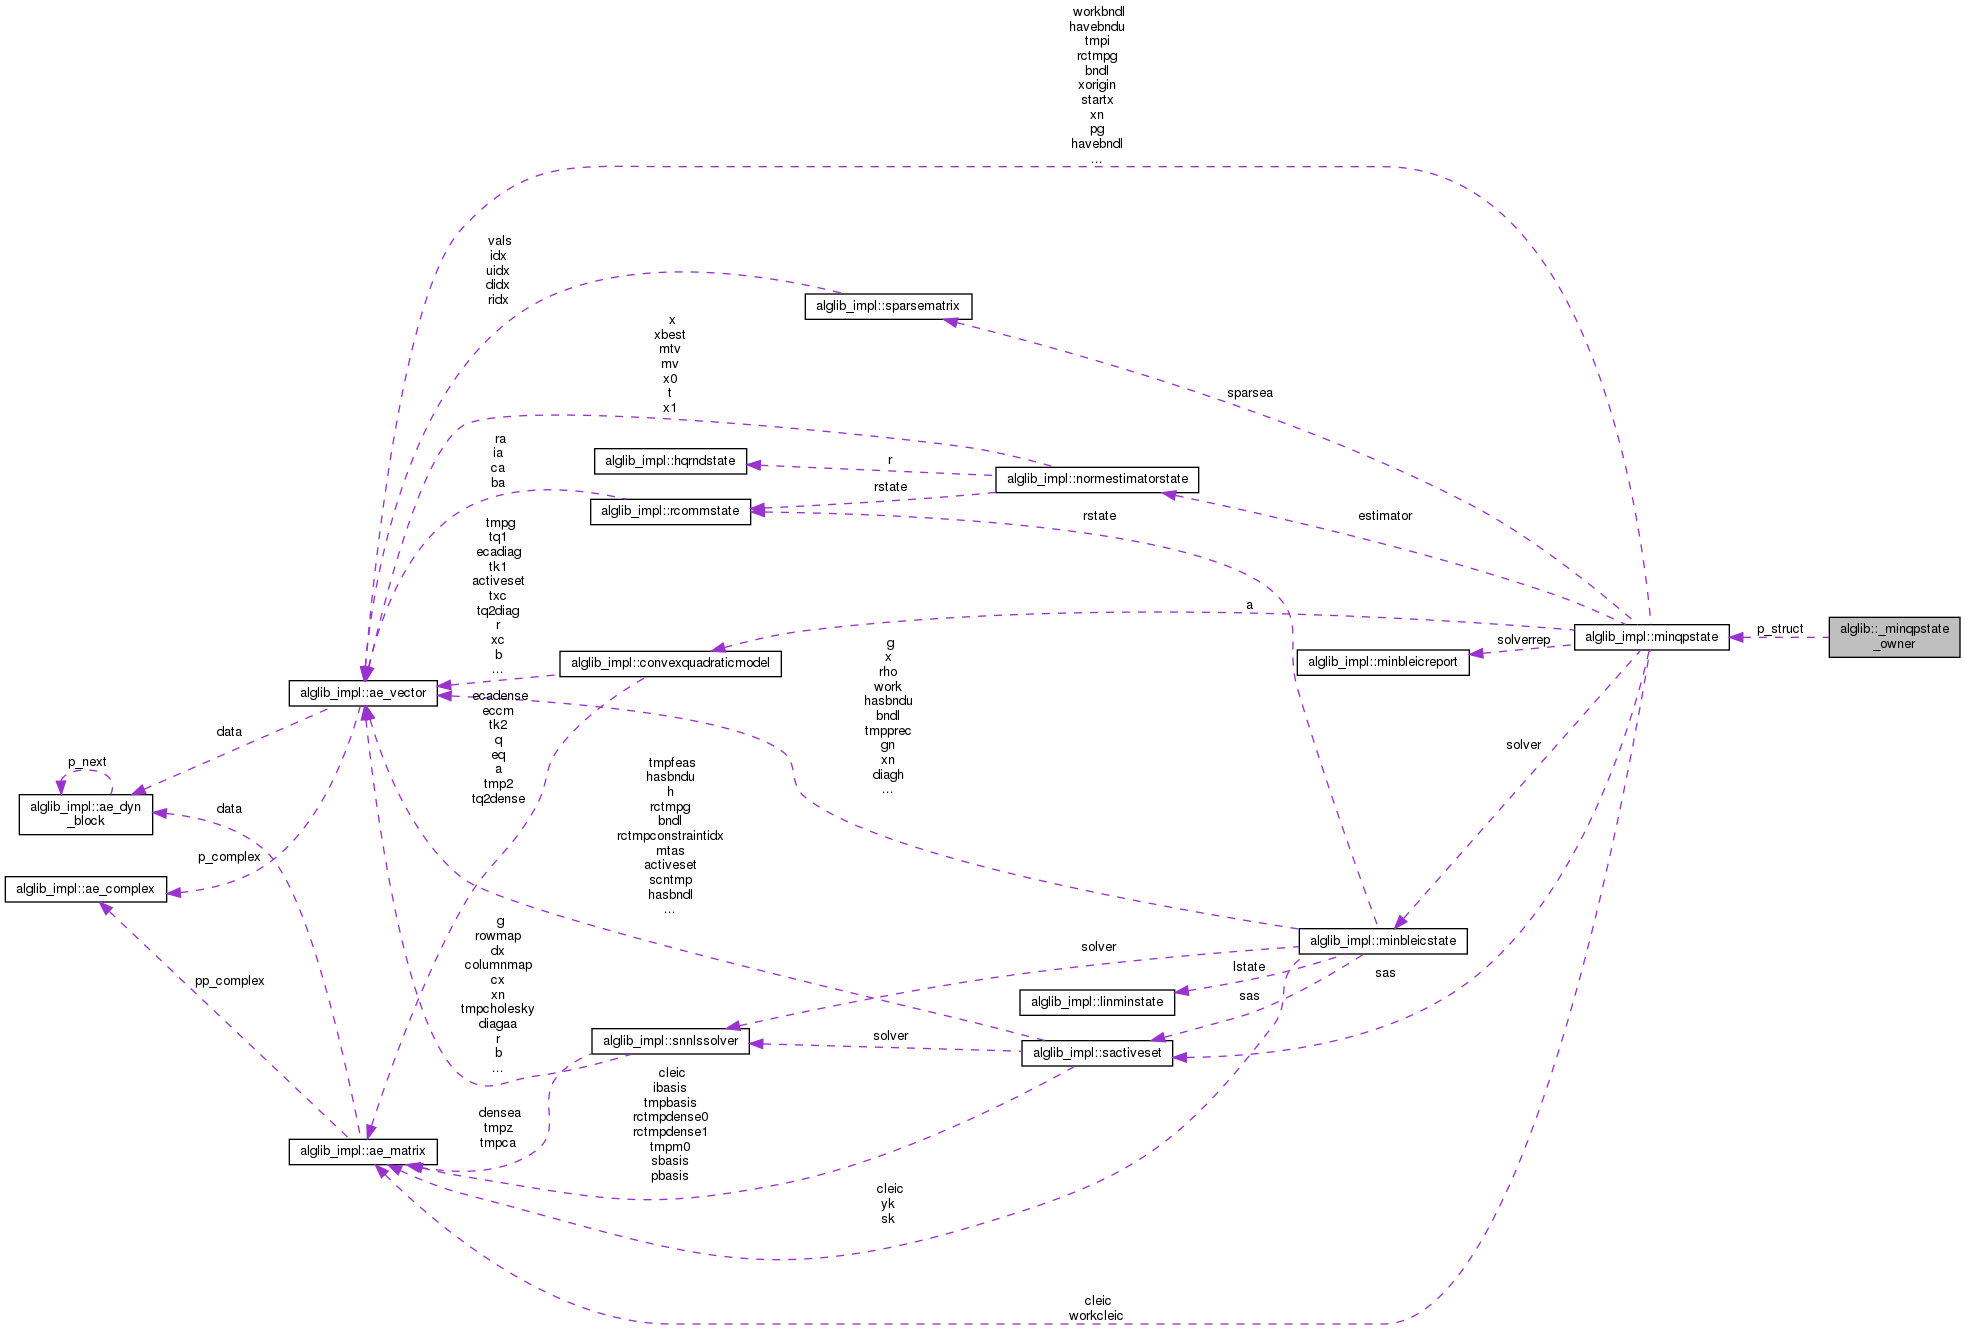 workbndl
havebndu
tmpi
rctmpg
bndl
xorigin
startx
xn
pg
havebndl
...
vals
idx
uidx
didx
ridx
alglib_impl::sparsematrix
x
xbest
mtv
mv
x0
t
x1
sparsea
ra
ia
ca
ba
alglib_impl::hqrndstate
r
alglib_impl::normestimatorstate
rstate
alglib_impl::rcommstate
rstate
estimator
tmpg
tq1
ecadiag
tk1
activeset
txc
tq2diag
r
xc
b
...
a
alglib_impl::minqpstate
p_struct
alglib::_minqpstate
_owner
solverrep
alglib_impl::minbleicreport
alglib_impl::convexquadraticmodel
g
x
rho
work
hasbndu
bndl
tmpprec
gn
xn
diagh
...
alglib_impl::ae_vector
ecadense
eccm
tk2
q
eq
a
tmp2
tq2dense
data
solver
p_next
alglib_impl::ae_dyn
_block
data
tmpfeas
hasbndu
h
rctmpg
bndl
rctmpconstraintidx
mtas
activeset
scntmp
hasbndl
...
p_complex
alglib_impl::ae_complex
g
rowmap
dx
columnmap
cx
xn
tmpcholesky
diagaa
r
b
...
alglib_impl::minbleicstate
solver
lstate
sas
pp_complex
alglib_impl::linminstate
sas
alglib_impl::snnlssolver
solver
alglib_impl::sactiveset
cleic
ibasis
tmpbasis
rctmpdense0
rctmpdense1
tmpm0
sbasis
pbasis
densea
tmpz
tmpca
alglib_impl::ae_matrix
cleic
yk
sk
cleic
workcleic